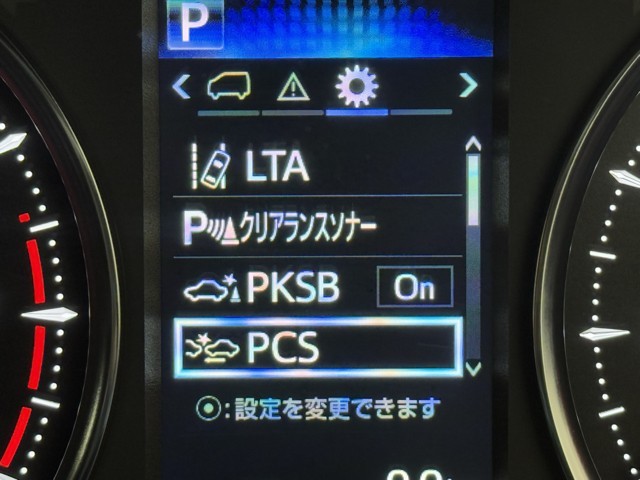 P
LTA
Pクリアランスソナー
PKSB On
PCS
:設定を変更できます